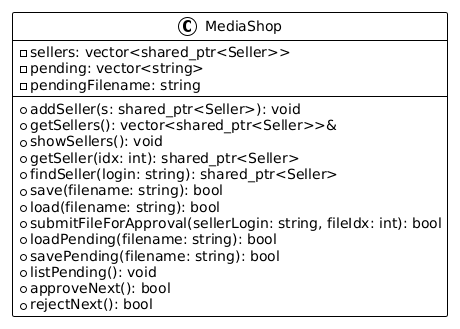 C MediaShop
sellers: vector<shared_ptr<Seller>>
pending: vector<string>
pendingFilename: string
addSeller(s: shared_ptr<Seller>): void
getSellers(): vector<shared_ptr<Seller>>&
showSellers(): void
getSeller(idx: int): shared_ptr<Seller>
findSeller(login: string): shared_ptr<Seller>
save(filename: string): bool
load(filename: string): bool
submitFileForApproval(sellerLogin: string, fileIdx: int): bool
loadPending(filename: string): bool
savePending(filename: string): bool
listPending(): void
approveNext(): bool
rejectNext(): bool